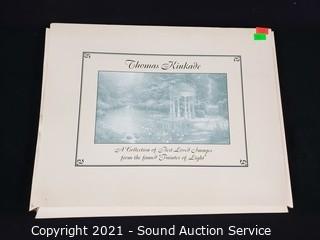 Thomas Kinkade
A Collection of Best Loved Images
from the famed Painter of Light
Copyright 2021 - Sound Auction Service